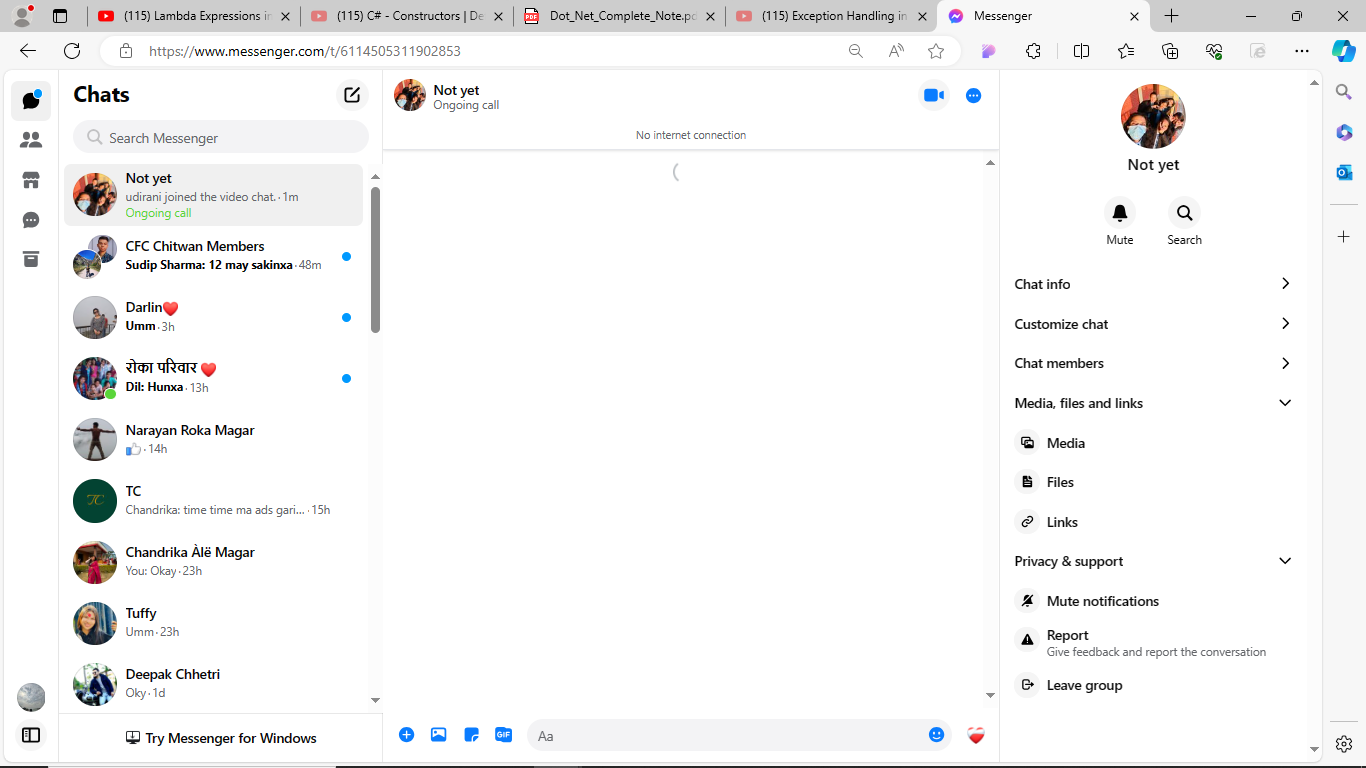 (115) Lambda Expressions in
(115) C# - Constructors | De
Dot_Net_Complete_Note.pd
(115) Exception Handling in
Messenger
https://www.messenger.com/t/6114505311902853
Chats
Search Messenger
Not yet
udirani joined the video chat. · 1m
Ongoing call
CFC Chitwan Members
Sudip Sharma: 12 may sakinxa · 48m
Darlin❤️
Umm · 3h
रोका परिवार ❤️
Dil: Hunxa · 13h
Narayan Roka Magar
👍 · 14h
TC
TC
Chandrika: time time ma ads gari... · 15h
Chandrika Àlë Magar
You: Okay · 23h
Tuffy
Umm · 23h
Deepak Chhetri
Oky · 1d
Try Messenger for Windows
Not yet
Ongoing call
No internet connection
GIF
Aa
Not yet
Mute
Search
Chat info
Customize chat
Chat members
Media, files and links
Media
Files
Links
Privacy & support
Mute notifications
Report
Give feedback and report the conversation
Leave group